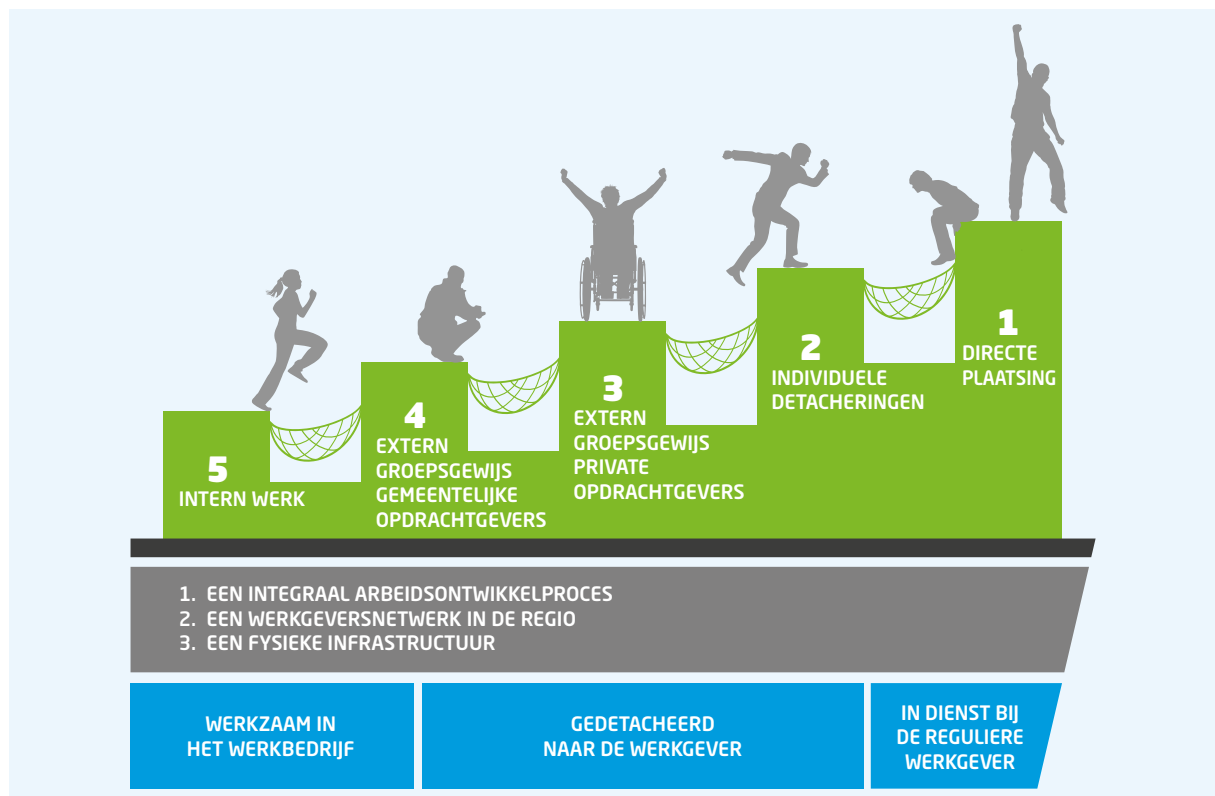 5
INTERN WERK
4
EXTERN
GROEPSGEWIJS
GEMEENTELIJKE
OPDRACHTGEVERS
3
EXTERN
GROEPSGEWIJS
PRIVATE
OPDRACHTGEVERS
2
INDIVIDUELE
DETACHERINGEN
1
DIRECTE
PLAATSING
1. EEN INTEGRAAL ARBEIDSONTWIKKELPROCES
2. EEN WERKGEVERSNETWERK IN DE REGIO
3. EEN FYSIEKE INFRASTRUCTUUR
WERKZAAM IN
HET WERKBEDRIJF
GEDETACHEERD
NAAR DE WERKGEVER
IN DIENST BIJ
DE REGULIERE
WERKGEVER